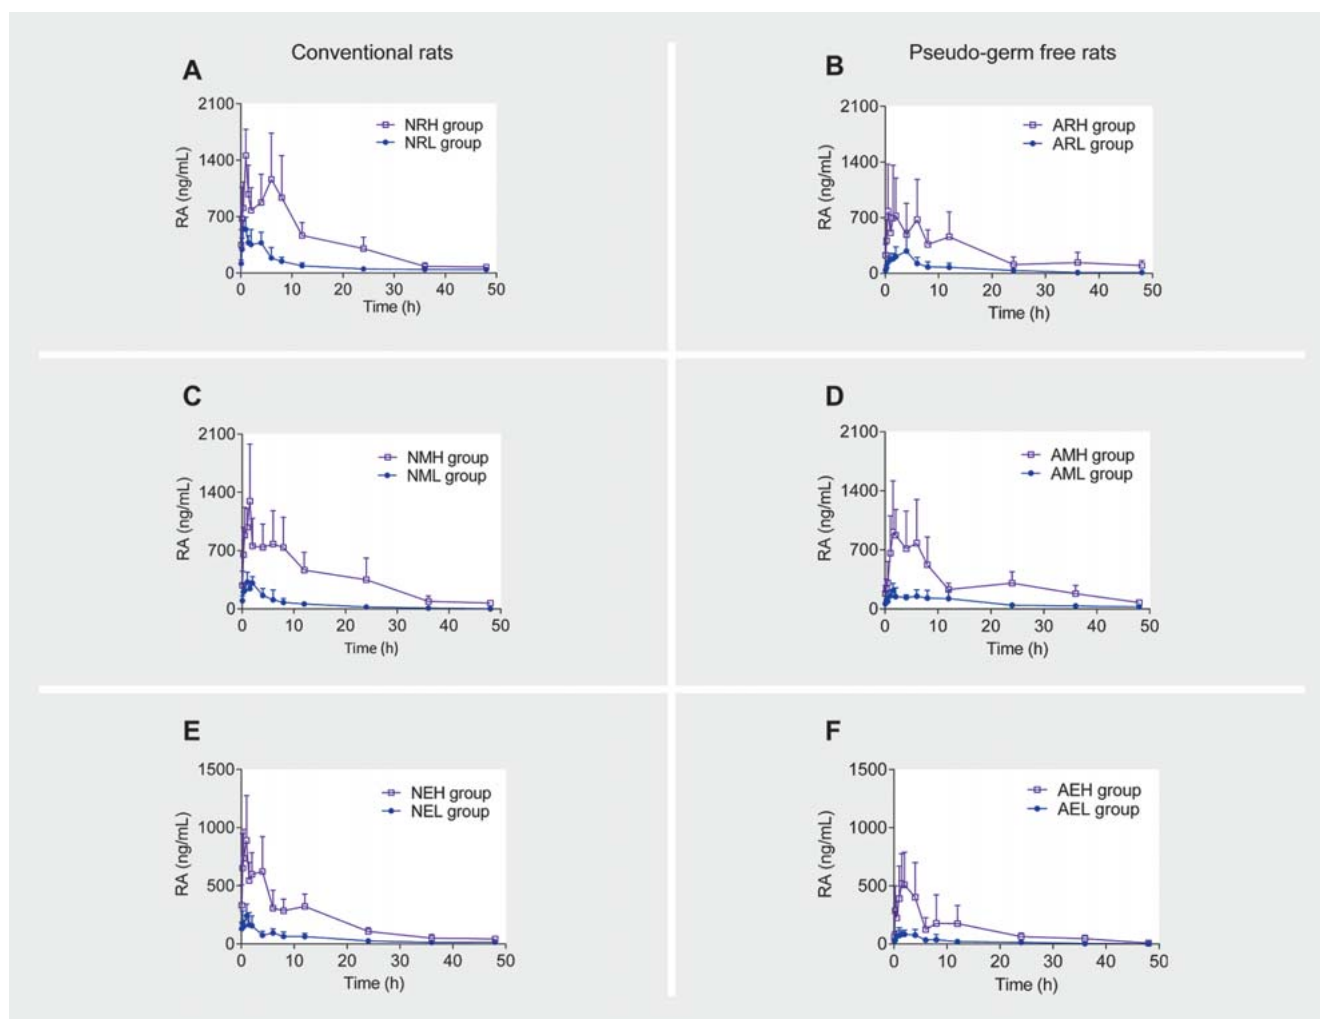 Conventional rats
Pseudo-germ free rats
A
2100
1400
700
0
RA (ng/mL)
NRH group
NRL group
0 10 20 30 40 50
Time (h)
B
2100
1400
700
0
RA (ng/mL)
ARH group
ARL group
0 10 20 30 40 50
Time (h)
C
2100
1400
700
0
RA (ng/mL)
NMH group
NML group
0 10 20 30 40 50
Time (h)
D
2100
1400
700
0
RA (ng/mL)
AMH group
AML group
0 10 20 30 40 50
Time (h)
E
1500
1000
500
0
RA (ng/mL)
NEH group
NEL group
0 10 20 30 40 50
Time (h)
F
1500
1000
500
0
RA (ng/mL)
AEH group
AEL group
0 10 20 30 40 50
Time (h)